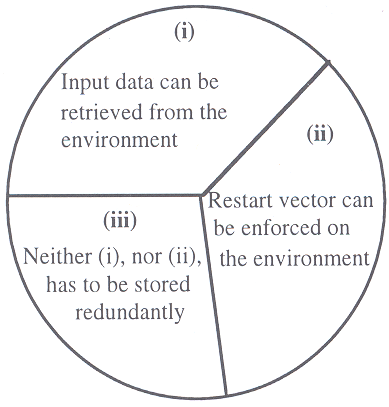 (i)
Input data can be
retrieved from the
environment
(ii)
Restart vector can
be enforced on
the environment
(iii)
Neither (i), nor (ii),
has to be stored
redundantly